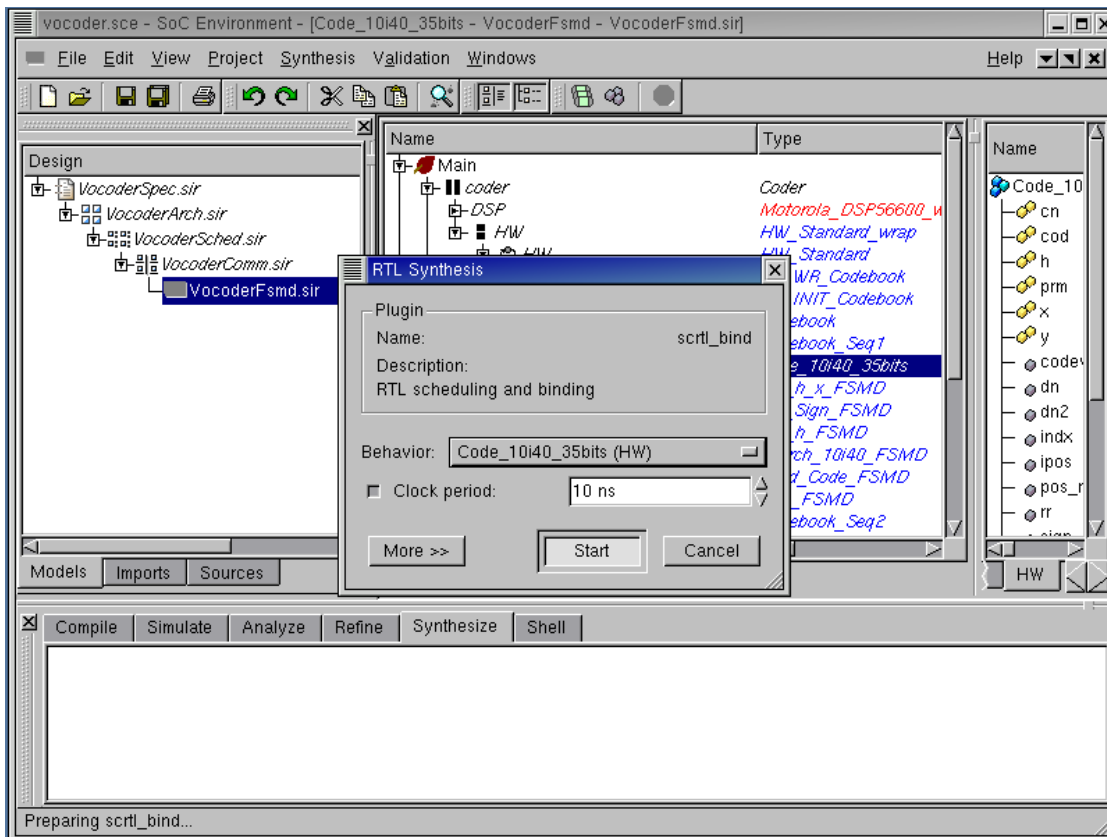 vocoder.sce - SoC Environment - [Code_10i40_35bits - VocoderFsmd - VocoderFsmd.sir]
File Edit View Project Synthesis Validation Windows Help
Design
VocoderSpec.sir
VocoderArch.sir
VocoderSched.sir
VocoderComm.sir
VocoderFsmd.sir
Models Imports Sources
Name Type
Main
coder Coder
DSP Motorola_DSP56600_w
HW HW_Standard_wrap
HW HW_Standard
WR_Codebook
INIT_Codebook
ebook
ebook_Seq1
e_10i40_35bits
_h_x_FSMD
_Sign_FSMD
_h_FSMD
rch_10i40_FSMD
d_Code_FSMD
_FSMD
ebook_Seq2
Name
Code_10
cn
cod
h
prm
x
y
codev
dn
dn2
indx
ipos
pos_r
rr
HW
RTL Synthesis
Plugin
Name: scrtl_bind
Description:
RTL scheduling and binding
Behavior: Code_10i40_35bits (HW)
Clock period: 10 ns
More >> Start Cancel
Compile Simulate Analyze Refine Synthesize Shell
Preparing scrtl_bind...